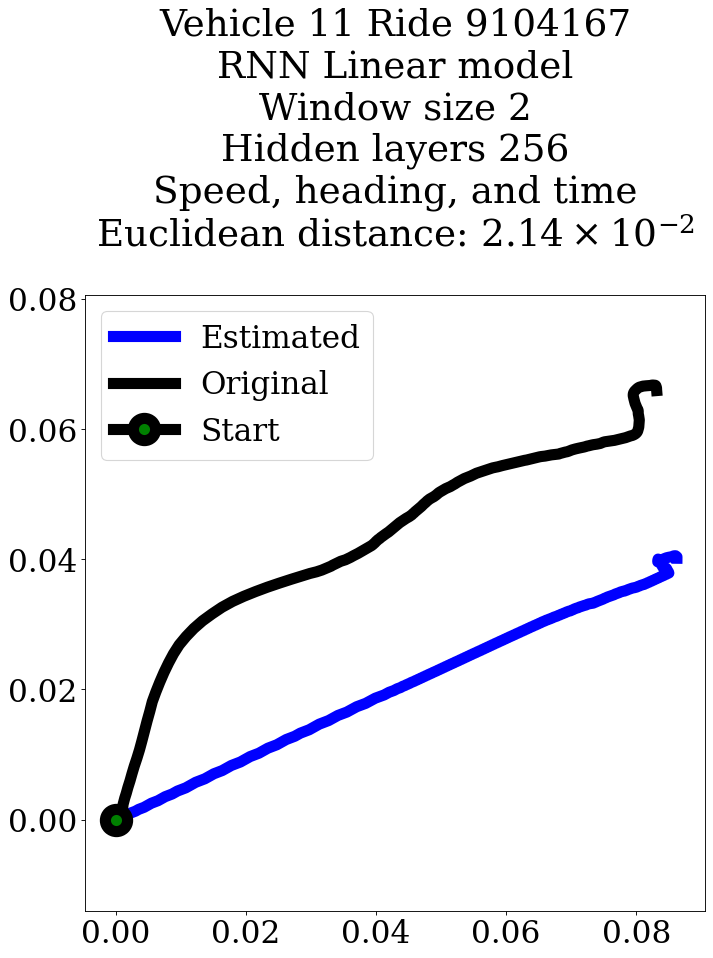 Vehicle 11 Ride 9104167
RNN Linear model
Window size 2
Hidden layers 256
Speed, heading, and time
Euclidean distance: 2.14 × 10⁻²
0.08
0.06
0.04
0.02
0.00
Estimated
Original
Start
0.00 0.02 0.04 0.06 0.08